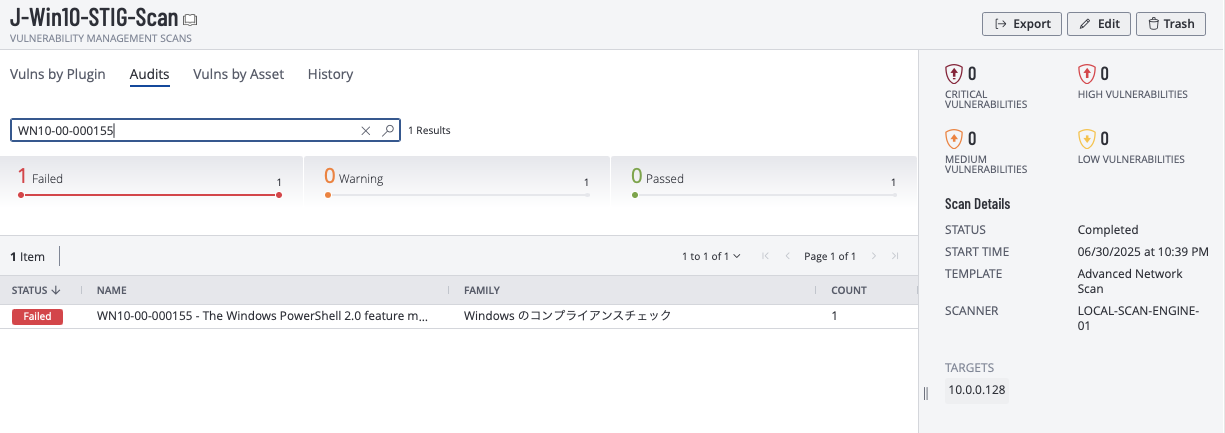 J-Win10-STIG-Scan
VULNERABILITY MANAGEMENT SCANS
Export
Edit
Trash
Vulns by Plugin
Audits
Vulns by Asset
History
WN10-00-000155
1 Results
1 Failed 1
0 Warning 1
0 Passed 1
1 Item
1 to 1 of 1
Page 1 of 1
STATUS NAME FAMILY COUNT
Failed WN10-00-000155 - The Windows PowerShell 2.0 feature m... Windows のコンプライアンスチェック 1
0
CRITICAL
VULNERABILITIES
0
HIGH VULNERABILITIES
0
MEDIUM
VULNERABILITIES
0
LOW VULNERABILITIES
Scan Details
STATUS Completed
START TIME 06/30/2025 at 10:39 PM
TEMPLATE Advanced Network
Scan
SCANNER LOCAL-SCAN-ENGINE-
01
TARGETS
10.0.0.128